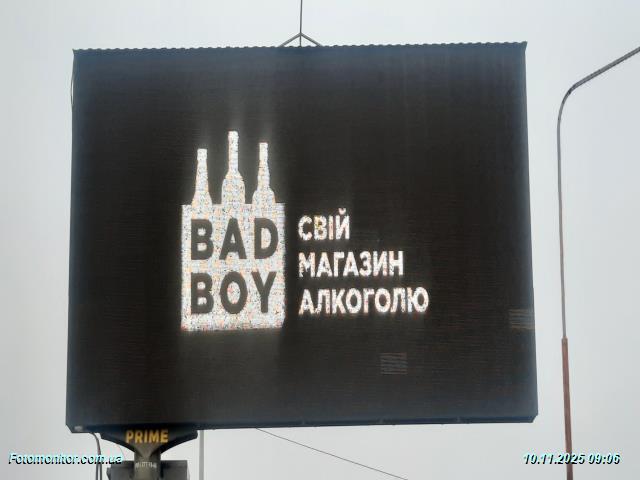 BAD
BOY
СВІЙ
МАГАЗИН
АЛКОГОЛЮ
PRIME
Fotomonitor.com.ua
10.11.2025 09:06